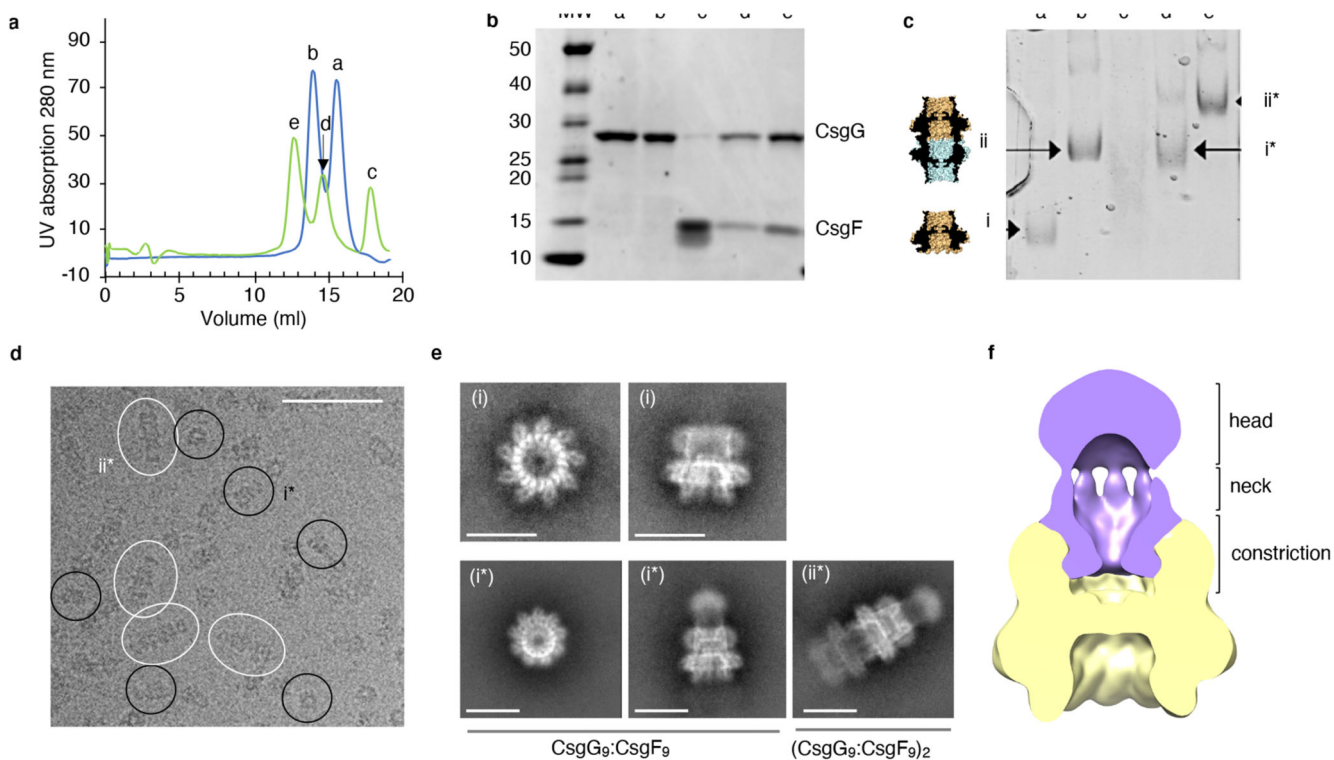 a
UV absorption 280 nm
90
70
50
30
10
-10
0
5
10
15
20
Volume (ml)
b
a
e
d
c
b
MW a b c d e
50
40
30
25
20
15
10
CsgG
CsgF
c
a b c d e
ii
i
ii*
i*
d
ii*
i*
e
(i)
(i)
(i*)
(i*)
(ii*)
CsgG9:CsgF9
(CsgG9:CsgF9)2
f
head
neck
constriction